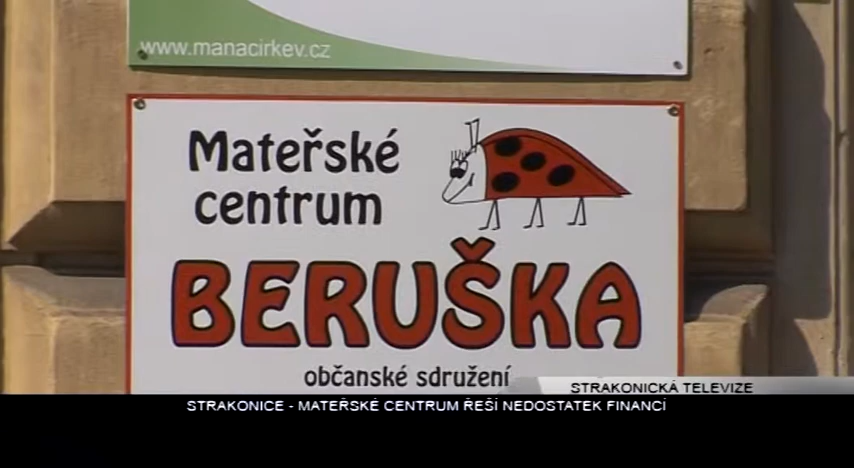 www.manacirkev.cz
Mateřské
centrum
BERUŠKA
občanské sdružení
STRAKONICKÁ TELEVIZE
STRAKONICE - MATEŘSKÉ CENTRUM ŘEŠÍ NEDOSTATEK FINANCÍ